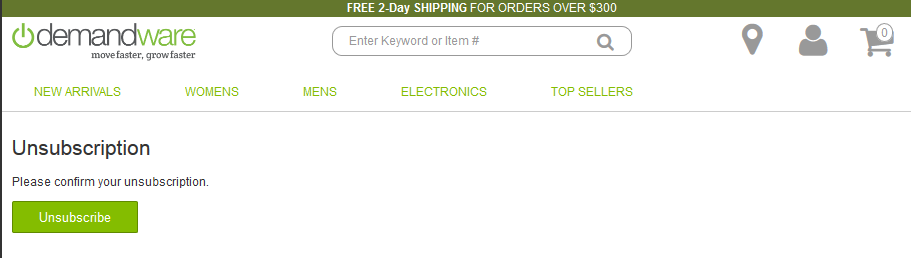 FREE 2-Day SHIPPING FOR ORDERS OVER $300
demandware
move faster, grow faster
Enter Keyword or Item #
0
NEW ARRIVALS WOMENS MENS ELECTRONICS TOP SELLERS
Unsubscription
Please confirm your unsubscription.
Unsubscribe